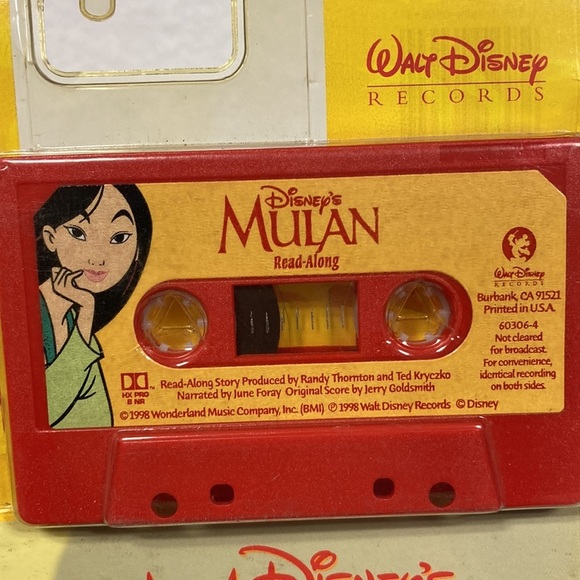 WALT DISNEY
RECORDS
DISNEY'S
MULAN
Read-Along
WALT DISNEY
RECORDS
Burbank, CA 91521
Printed in U.S.A.
60306-4
Not cleared
for broadcast.
For convenience,
identical recording
on both sides.
HX PRO
B NR
Read-Along Story Produced by Randy Thornton and Ted Kryczko
Narrated by June Foray Original Score by Jerry Goldsmith
©1998 Wonderland Music Company, Inc. (BMI) ℗ 1998 Walt Disney Records © Disney
DISNEY'S